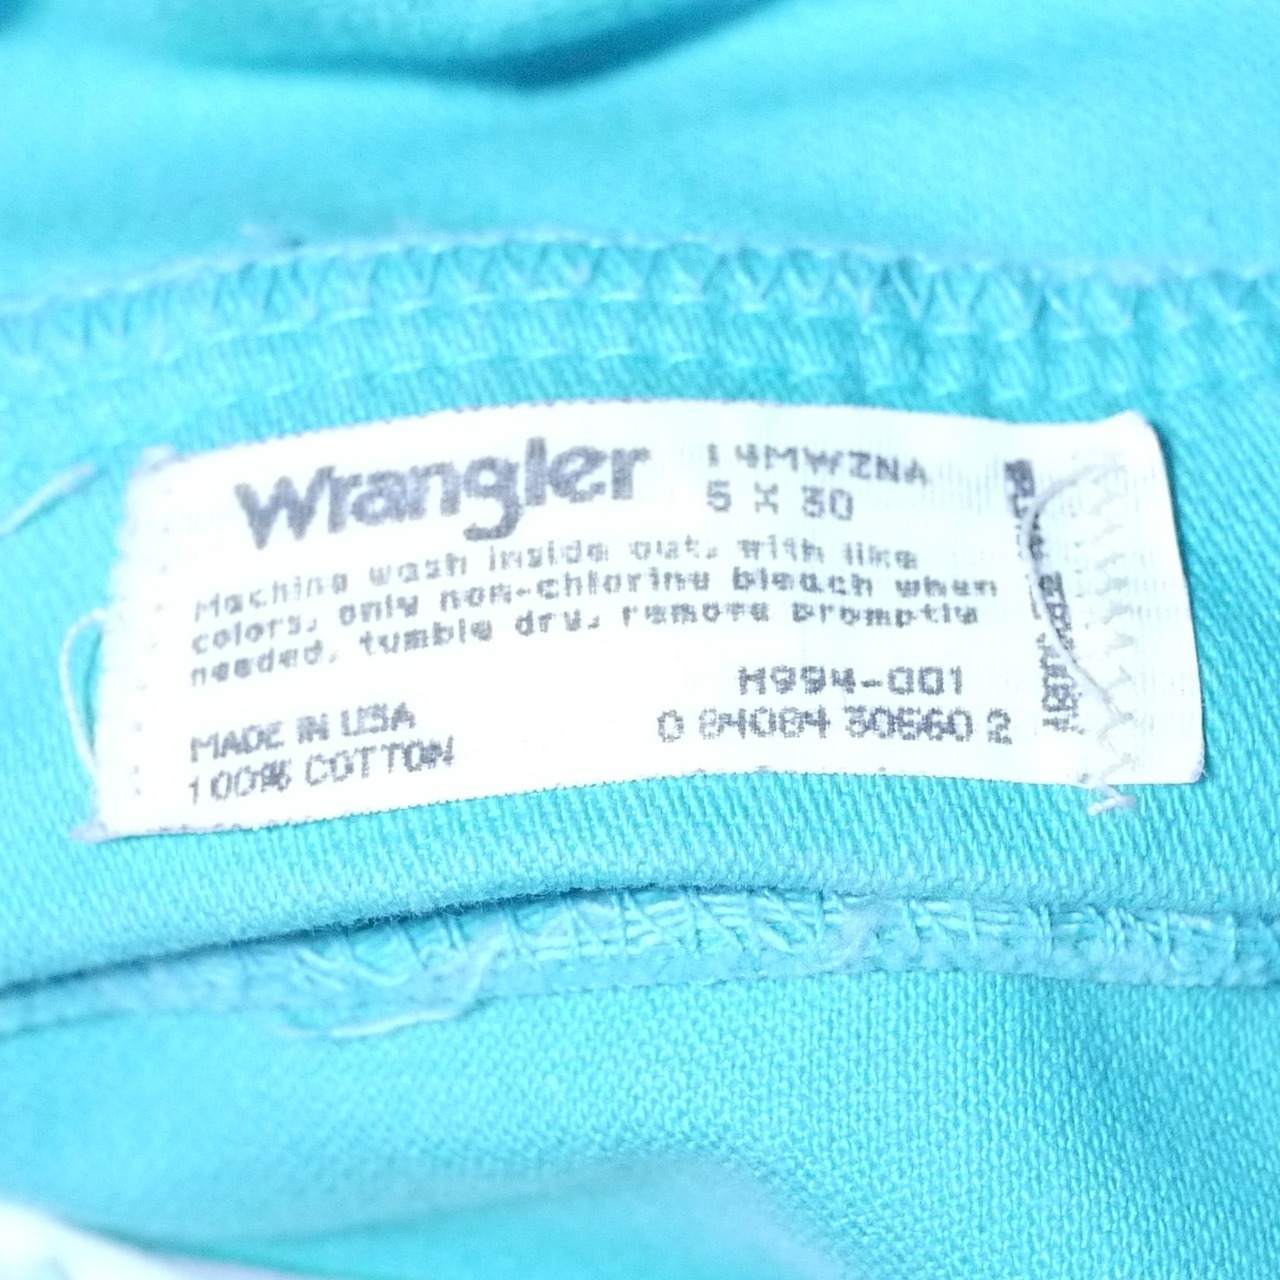 Wrangler
14MWZNA
5 X 30
Machine wash inside out, with like
colors, only non-chlorine bleach when
needed, tumble dry, remove promptly
MADE IN USA
100% COTTON
H994-001
0 84084 30660 2